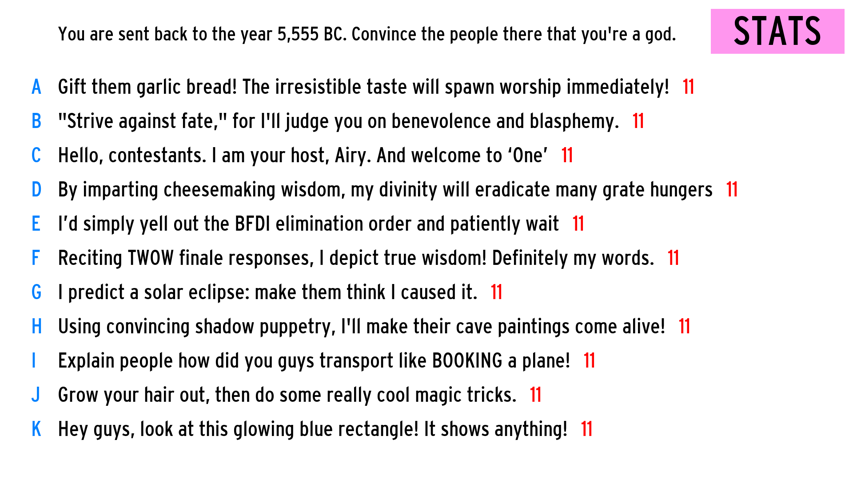 You are sent back to the year 5,555 BC. Convince the people there that you're a god.
STATS
A Gift them garlic bread! The irresistible taste will spawn worship immediately! 11
B "Strive against fate," for I'll judge you on benevolence and blasphemy. 11
C Hello, contestants. I am your host, Airy. And welcome to ‘One’ 11
D By imparting cheesemaking wisdom, my divinity will eradicate many grate hungers 11
E I’d simply yell out the BFDI elimination order and patiently wait 11
F Reciting TWOW finale responses, I depict true wisdom! Definitely my words. 11
G I predict a solar eclipse: make them think I caused it. 11
H Using convincing shadow puppetry, I'll make their cave paintings come alive! 11
I Explain people how did you guys transport like BOOKING a plane! 11
J Grow your hair out, then do some really cool magic tricks. 11
K Hey guys, look at this glowing blue rectangle! It shows anything! 11